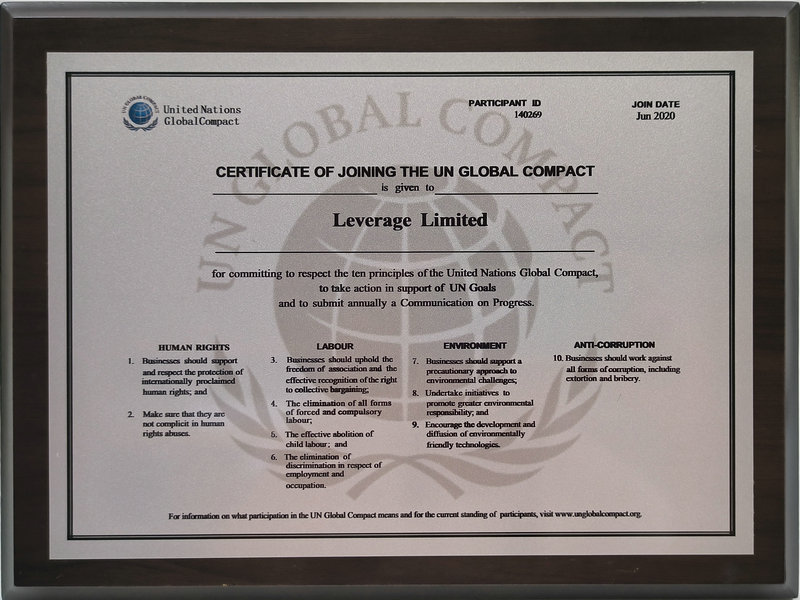 UN GLOBAL COMPACT
United Nations
Global Compact
PARTICIPANT ID
140269
JOIN DATE
Jun 2020
UN GLOBAL COMPACT
CERTIFICATE OF JOINING THE UN GLOBAL COMPACT
is given to
Leverage Limited
for committing to respect the ten principles of the United Nations Global Compact,
to take action in support of UN Goals
and to submit annually a Communication on Progress.
HUMAN RIGHTS
1. Businesses should support
and respect the protection of
internationally proclaimed
human rights; and
2. Make sure that they are
not complicit in human
rights abuses.
LABOUR
3. Businesses should uphold the
freedom of association and the
effective recognition of the right
to collective bargaining;
4. The elimination of all forms
of forced and compulsory
labour;
5. The effective abolition of
child labour; and
6. The elimination of
discrimination in respect of
employment and
occupation.
ENVIRONMENT
7. Businesses should support a
precautionary approach to
environmental challenges;
8. Undertake initiatives to
promote greater environmental
responsibility; and
9. Encourage the development and
diffusion of environmentally
friendly technologies.
ANTI-CORRUPTION
10. Businesses should work against
all forms of corruption, including
extortion and bribery.
For information on what participation in the UN Global Compact means and for the current standing of participants, visit www.unglobalcompact.org.